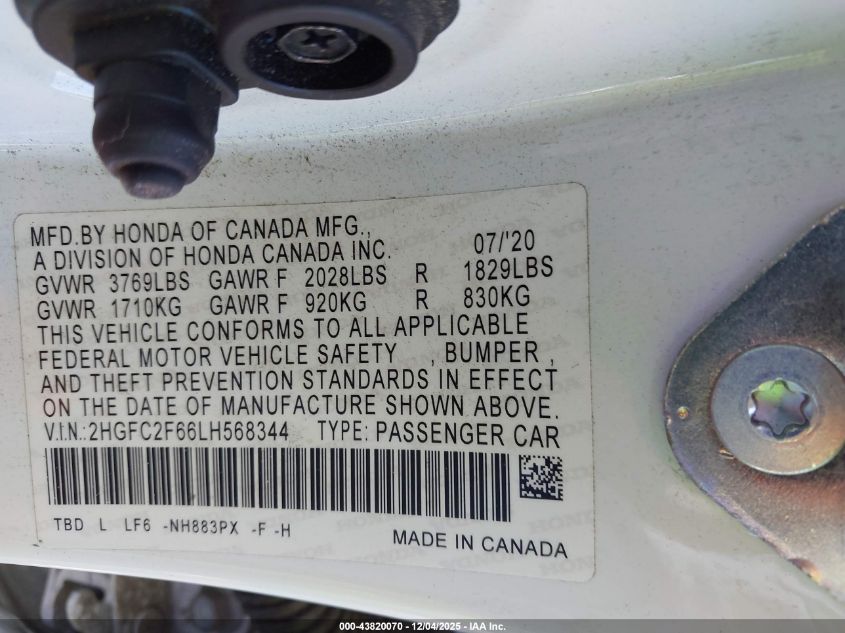 MFD.BY HONDA OF CANADA MFG.,
A DIVISION OF HONDA CANADA INC. 07/'20
GVWR 3769LBS GAWR F 2028LBS R 1829LBS
GVWR 1710KG GAWR F 920KG R 830KG
THIS VEHICLE CONFORMS TO ALL APPLICABLE
FEDERAL MOTOR VEHICLE SAFETY , BUMPER ,
AND THEFT PREVENTION STANDARDS IN EFFECT
ON THE DATE OF MANUFACTURE SHOWN ABOVE.
V.I.N.:2HGFC2F66LH568344 TYPE: PASSENGER CAR
TBD L LF6 -NH883PX -F -H
MADE IN CANADA
000-43820070 - 12/04/2025 - IAA Inc.